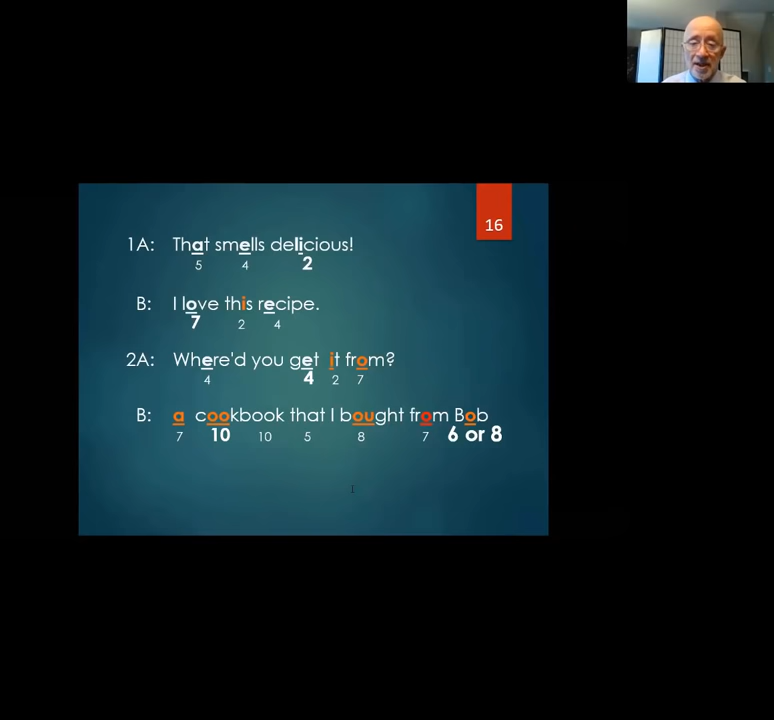 16
1A: That smells delicious!
5 4 2
B: I love this recipe.
7 2 4
2A: Where'd you get it from?
4 4 2 7
B: a cookbook that I bought from Bob
7 10 10 5 8 7 6 or 8